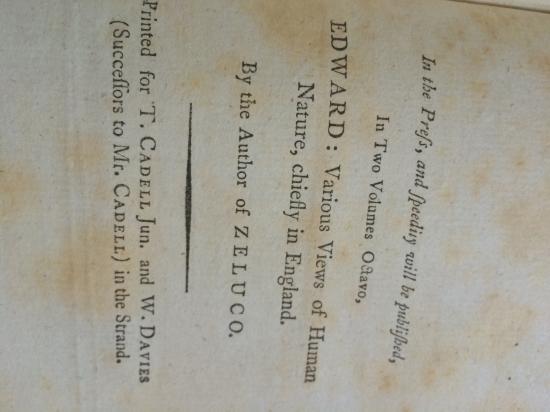 In the Preſs, and ſpeedily will be publiſhed,
In Two Volumes Octavo,
EDWARD: Various Views of Human
Nature, chiefly in England.
By the Author of ZELUCO.
Printed for T. CADELL Jun. and W. DAVIES
(Succeſſors to Mr. CADELL) in the Strand.